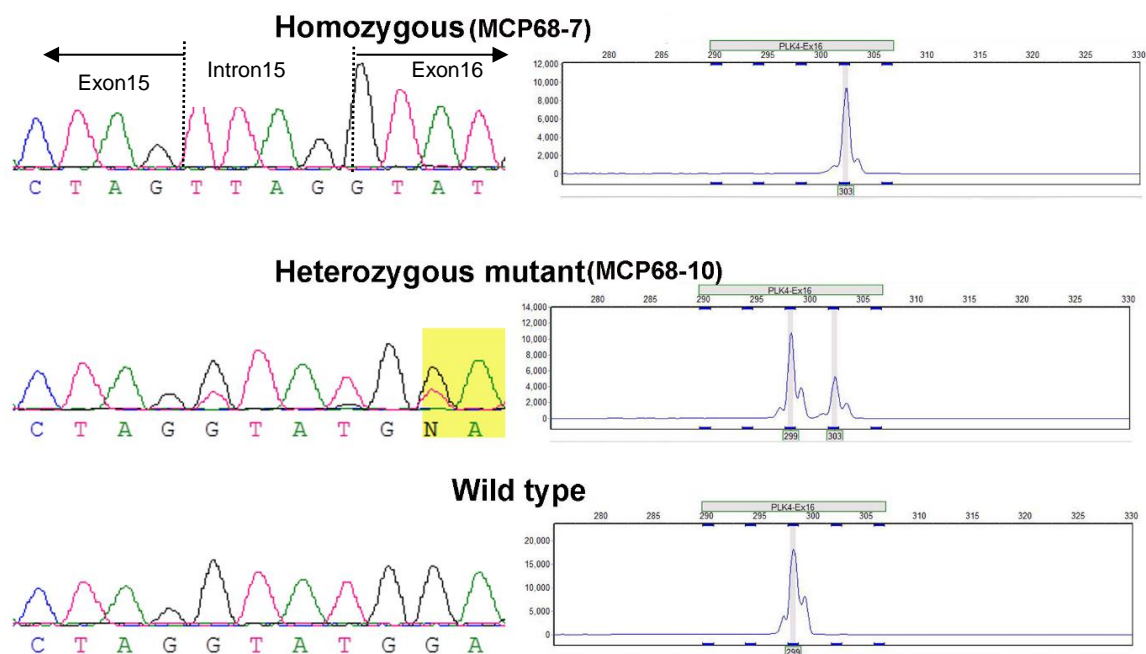 Homozygous (MCP68-7)
Exon15 Intron15 Exon16
C T A G T T A G G T A T
280 285 290 295 300 305 310 315 320 325 330
PLK4-Ex16
12,000
10,000
8,000
6,000
4,000
2,000
0
303
Heterozygous mutant(MCP68-10)
C T A G G T A T G N A
280 285 290 295 300 305 310 315 320 325 330
PLK4-Ex16
14,000
12,000
10,000
8,000
6,000
4,000
2,000
0
299 303
Wild type
C T A G G T A T G G A
280 285 290 295 300 305 310 315 320 325 330
PLK4-Ex16
20,000
15,000
10,000
5,000
0
299